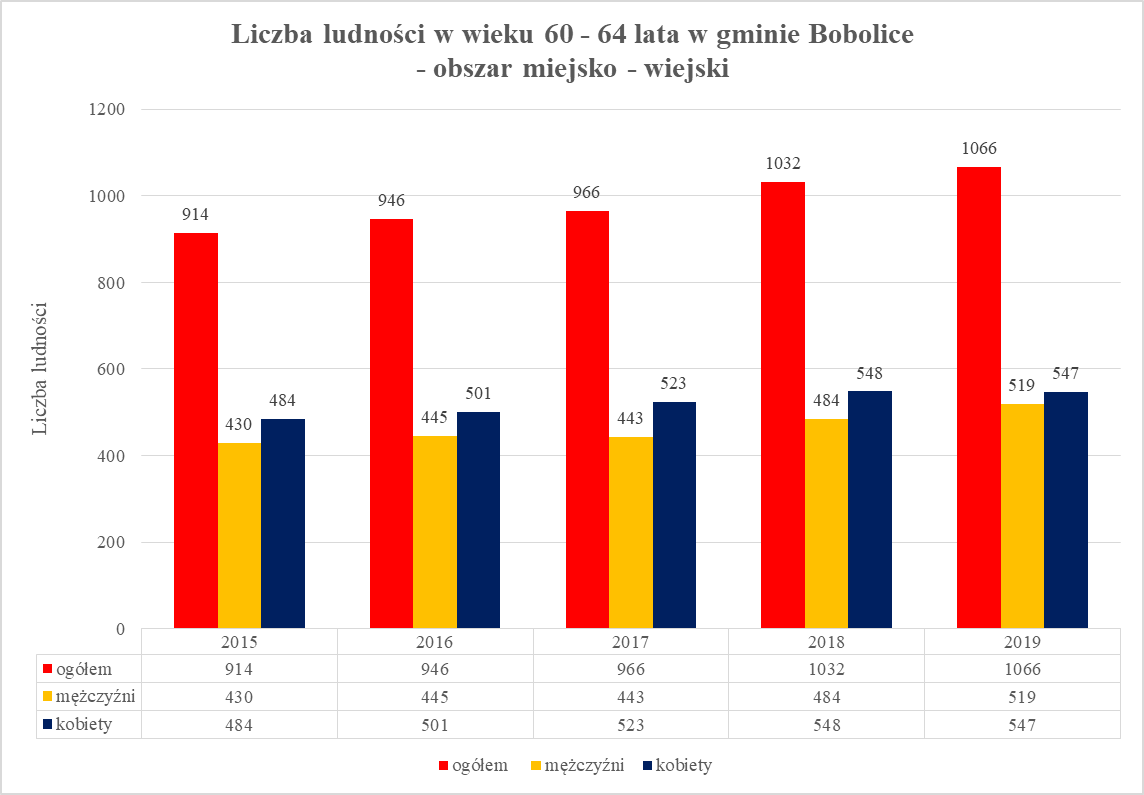 Liczba ludności w wieku 60 - 64 lata w gminie Bobolice
- obszar miejsko - wiejski
Liczba ludności
1200
1000
800
600
400
200
0
914 430 484
946 445 501
966 443 523
1032 484 548
1066 519 547
2015 2016 2017 2018 2019
ogółem 914 946 966 1032 1066
mężczyźni 430 445 443 484 519
kobiety 484 501 523 548 547
ogółem mężczyźni kobiety